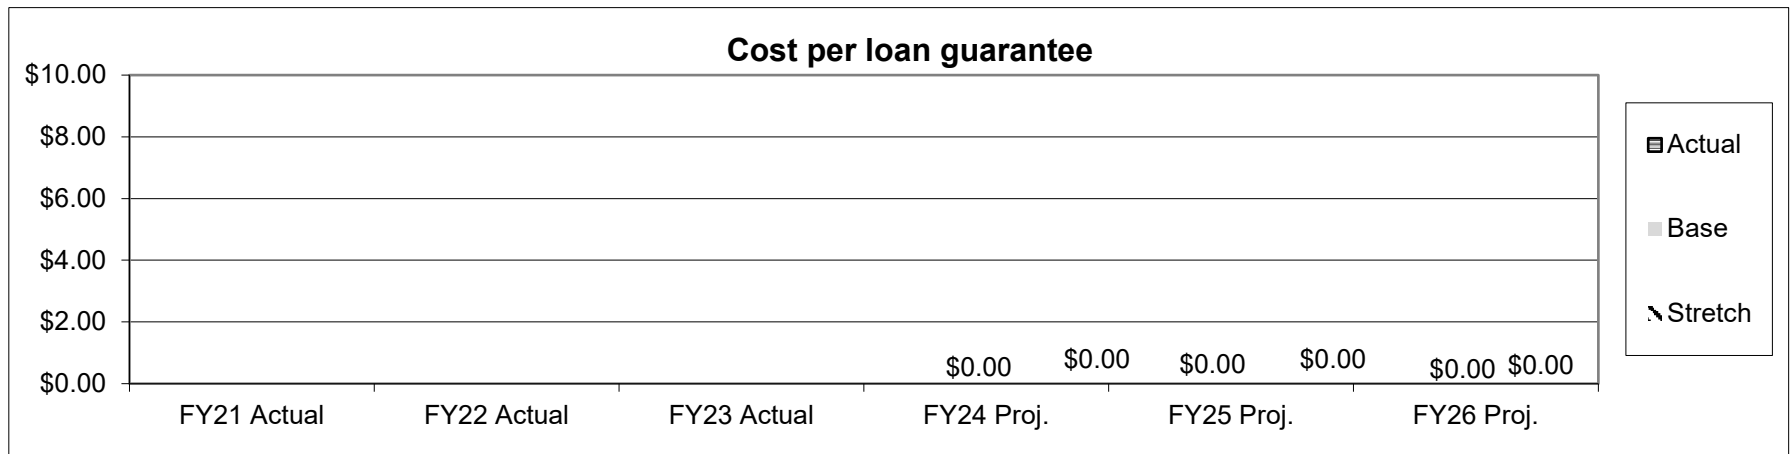 Cost per loan guarantee
$10.00
$8.00
$6.00
$4.00
$2.00
$0.00
$0.00 $0.00 $0.00 $0.00 $0.00 $0.00
FY21 Actual FY22 Actual FY23 Actual FY24 Proj. FY25 Proj. FY26 Proj.
Actual
Base
Stretch